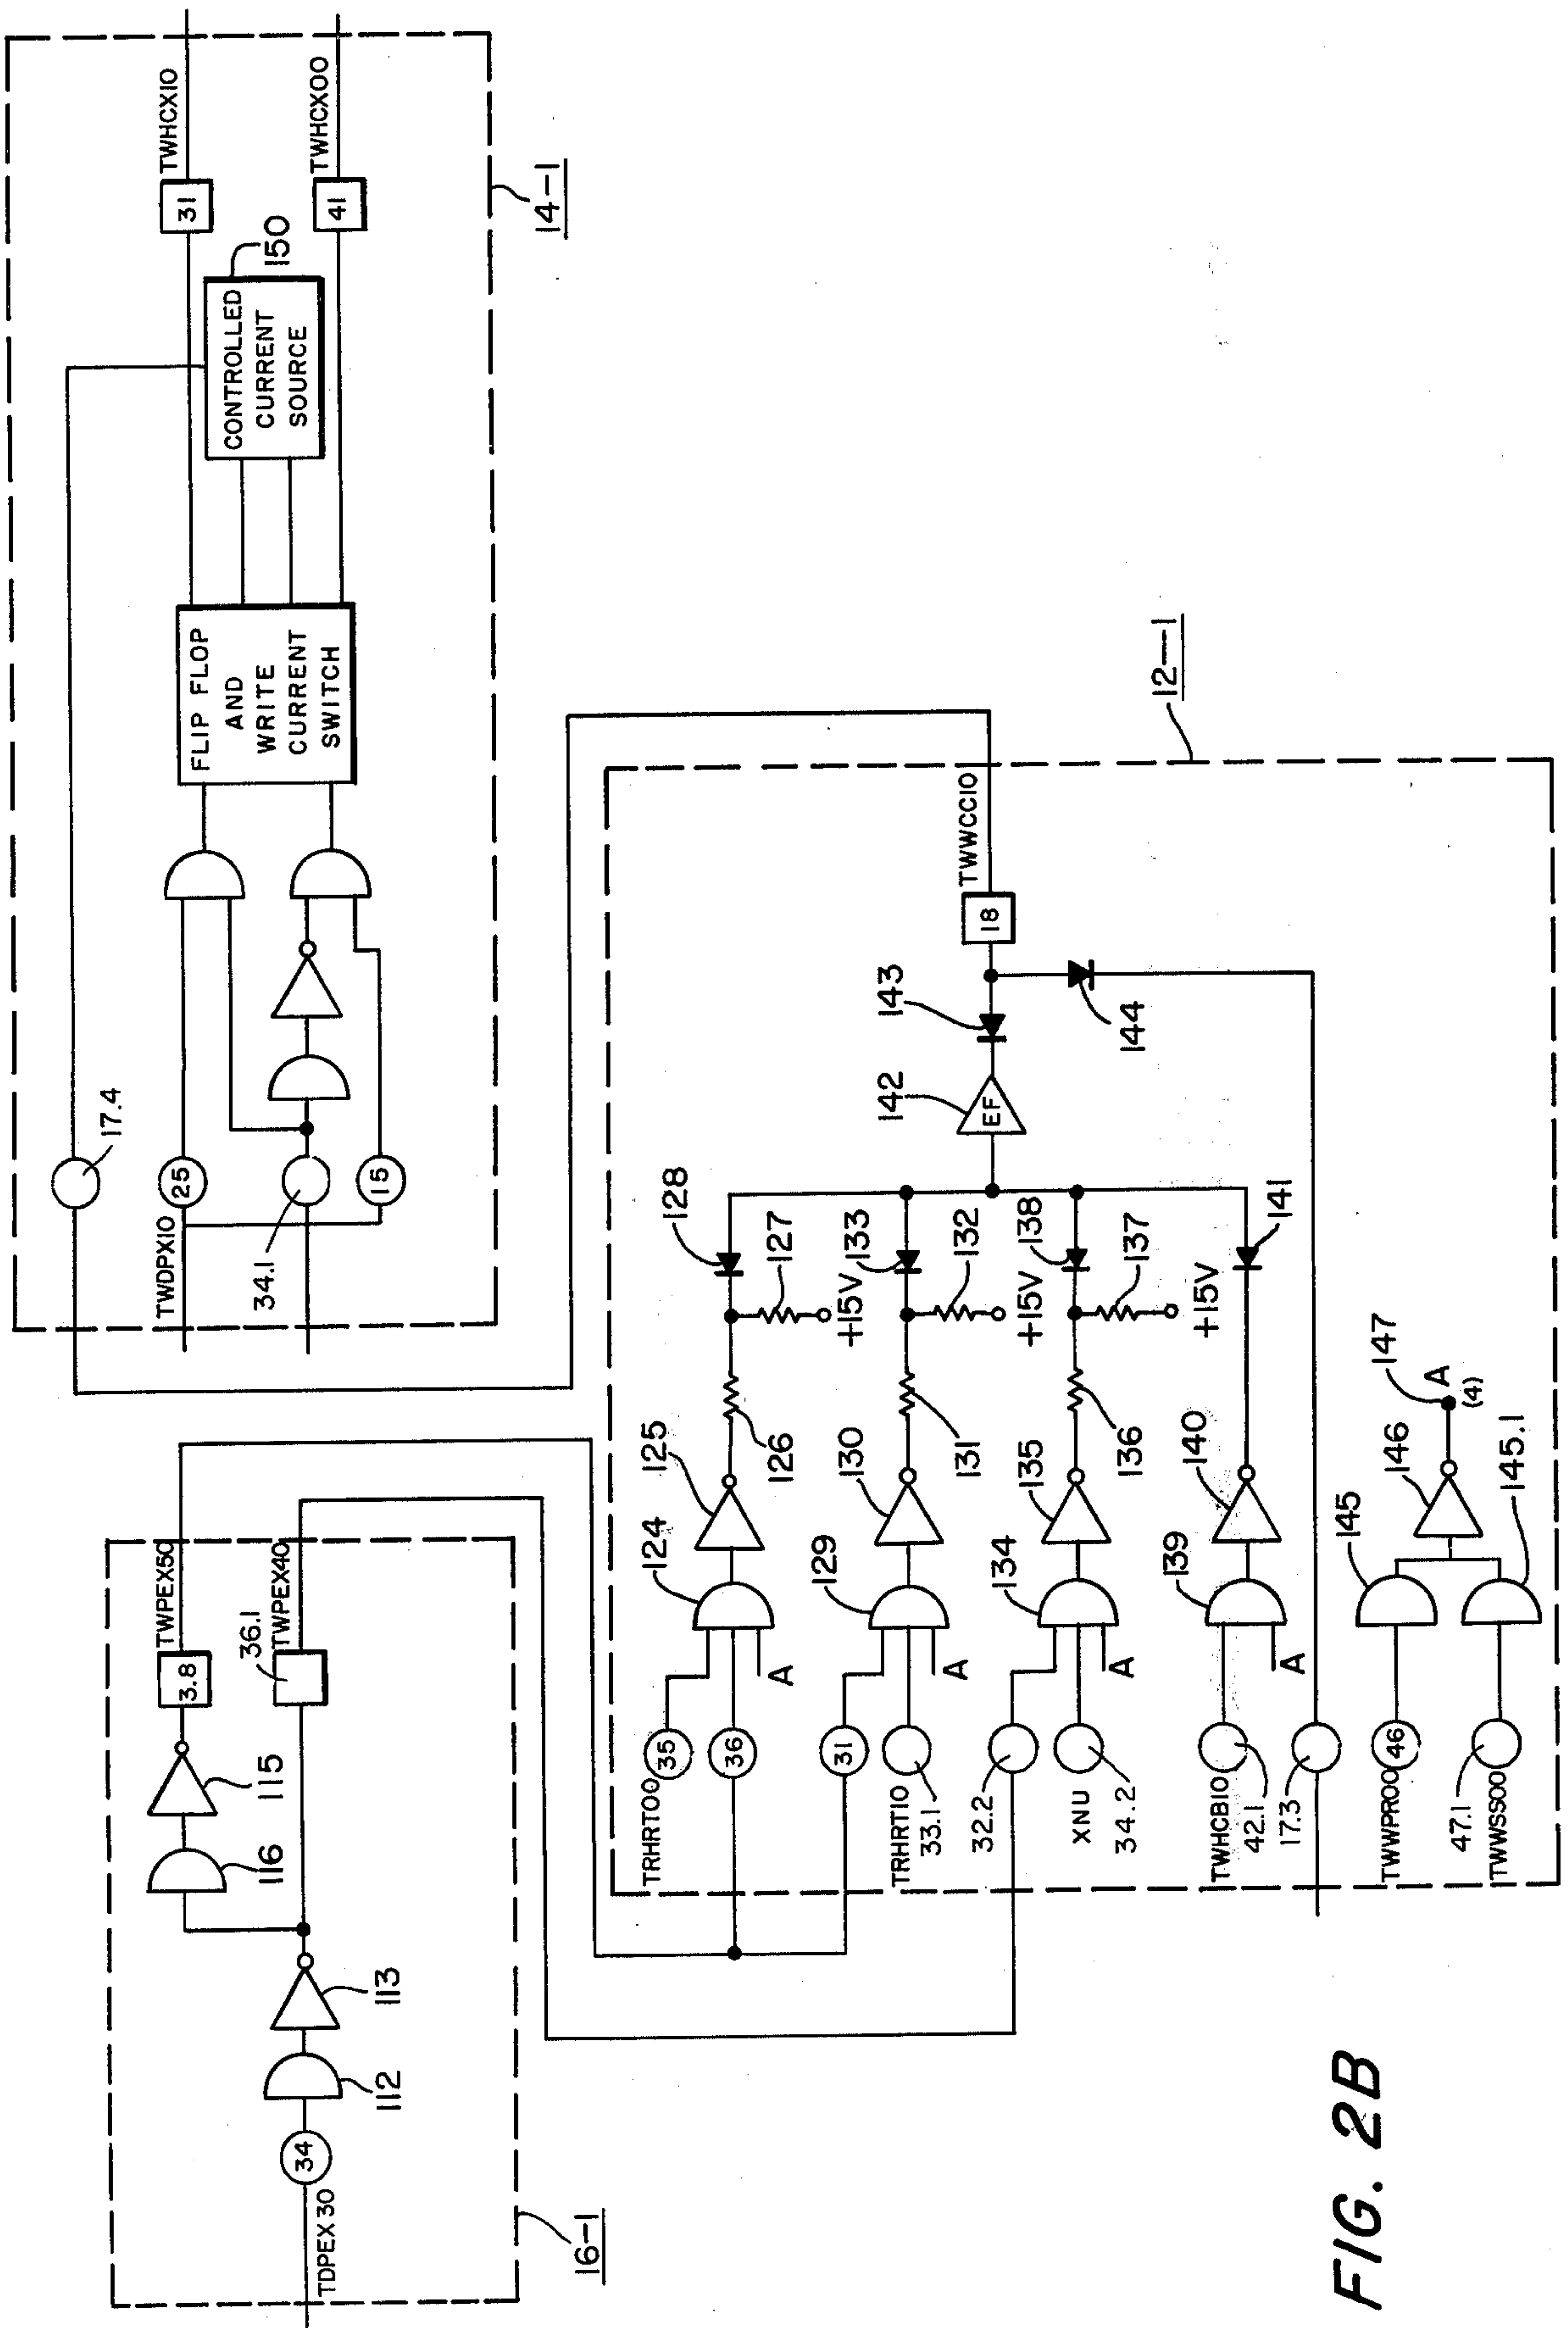 TWHCX10
31
TWHCX00
41
150
CONTROLLED
CURRENT
SOURCE
14-1
FLIP FLOP
AND
WRITE
CURRENT
SWITCH
17.4
25
TWDPX10
34.1
15
TWPEX50
3.8
TWPEX40
36.1
115
116
113
112
34
TDPEX30
16-1
12-1
TWWCC10
18
143
144
142
EF
128
127
+15V
133
132
+15V
138
137
+15V
141
125
126
130
131
135
136
140
147
A
(4)
146
145
145.1
124
129
134
139
A
A
A
A
TRHRT00
35
36
31
TRHRT10
33.1
32.2
XNU
34.2
TWHCB10
42.1
17.3
TWWPR00
46
47.1
TWWSS00
FIG. 2B